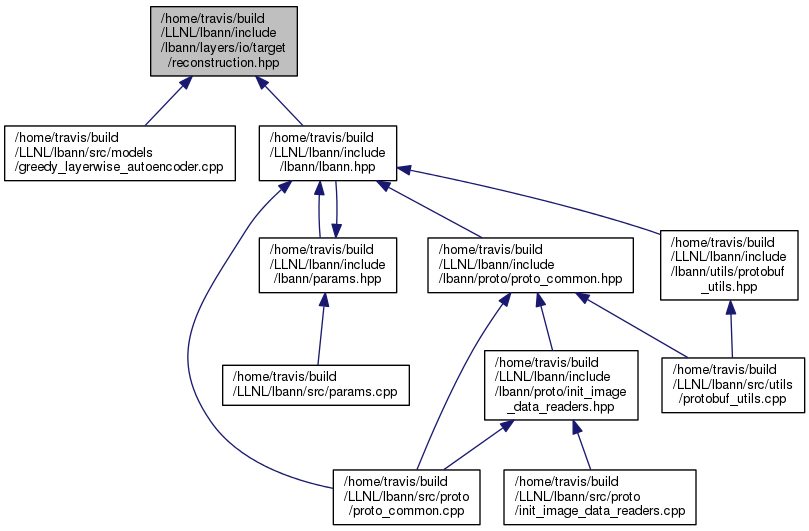 /home/travis/build
/LLNL/lbann/include
/lbann/layers/io/target
/reconstruction.hpp
/home/travis/build
/LLNL/lbann/src/models
/greedy_layerwise_autoencoder.cpp
/home/travis/build
/LLNL/lbann/include
/lbann/lbann.hpp
/home/travis/build
/LLNL/lbann/include
/lbann/params.hpp
/home/travis/build
/LLNL/lbann/include
/lbann/proto/proto_common.hpp
/home/travis/build
/LLNL/lbann/include
/lbann/utils/protobuf
_utils.hpp
/home/travis/build
/LLNL/lbann/src/params.cpp
/home/travis/build
/LLNL/lbann/include
/lbann/proto/init_image
_data_readers.hpp
/home/travis/build
/LLNL/lbann/src/utils
/protobuf_utils.cpp
/home/travis/build
/LLNL/lbann/src/proto
/proto_common.cpp
/home/travis/build
/LLNL/lbann/src/proto
/init_image_data_readers.cpp